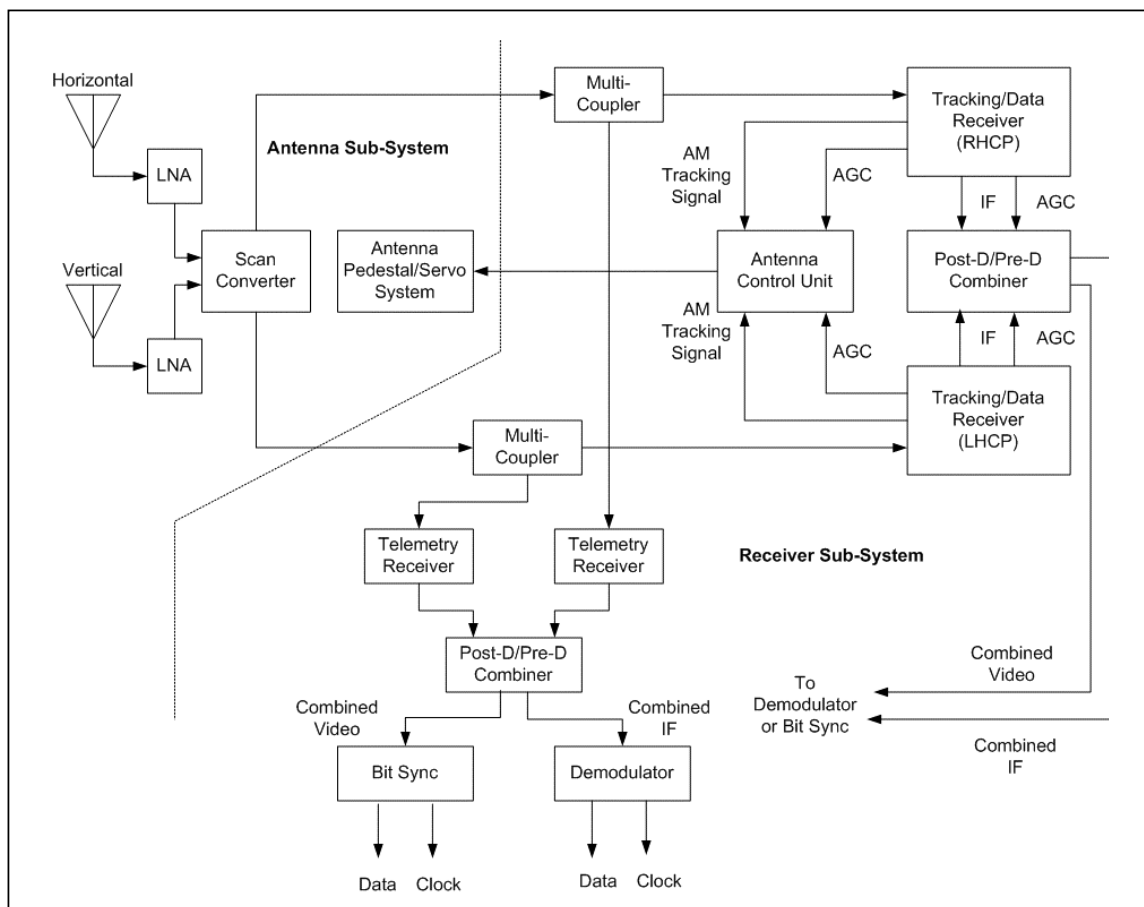 Horizontal
LNA
Vertical
LNA
Antenna Sub-System
Scan
Converter
Antenna
Pedestal/Servo
System
Multi-
Coupler
Tracking/Data
Receiver
(RHCP)
AM
Tracking
Signal
AGC
IF
AGC
Antenna
Control Unit
Post-D/Pre-D
Combiner
AM
Tracking
Signal
AGC
IF
AGC
Tracking/Data
Receiver
(LHCP)
Multi-
Coupler
Telemetry
Receiver
Telemetry
Receiver
Receiver Sub-System
Post-D/Pre-D
Combiner
Combined
Video
Combined
IF
Bit Sync
Demodulator
Data
Clock
Data
Clock
Combined
Video
To
Demodulator
or Bit Sync
Combined
IF